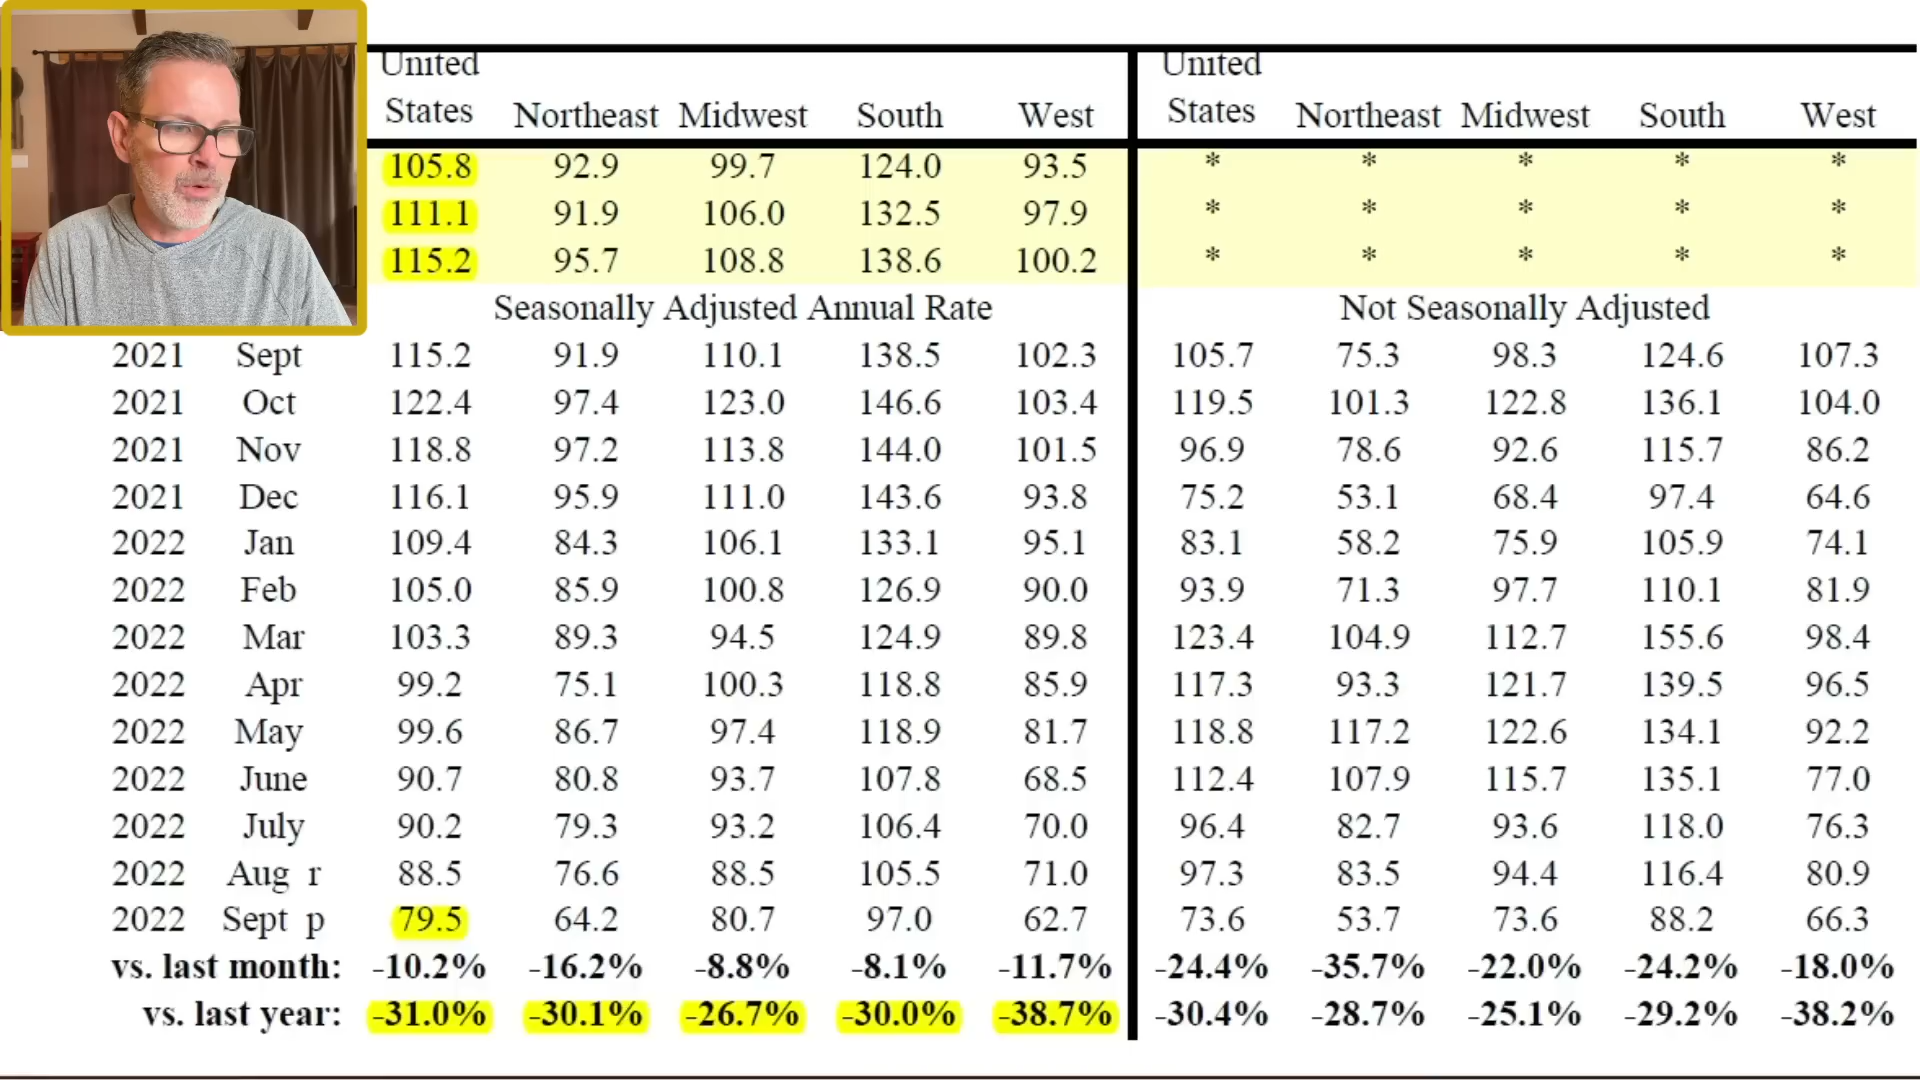 United United
States Northeast Midwest South West States Northeast Midwest South West
105.8 92.9 99.7 124.0 93.5 * * * * *
111.1 91.9 106.0 132.5 97.9 * * * * *
115.2 95.7 108.8 138.6 100.2 * * * * *
Seasonally Adjusted Annual Rate Not Seasonally Adjusted
2021 Sept 115.2 91.9 110.1 138.5 102.3 105.7 75.3 98.3 124.6 107.3
2021 Oct 122.4 97.4 123.0 146.6 103.4 119.5 101.3 122.8 136.1 104.0
2021 Nov 118.8 97.2 113.8 144.0 101.5 96.9 78.6 92.6 115.7 86.2
2021 Dec 116.1 95.9 111.0 143.6 93.8 75.2 53.1 68.4 97.4 64.6
2022 Jan 109.4 84.3 106.1 133.1 95.1 83.1 58.2 75.9 105.9 74.1
2022 Feb 105.0 85.9 100.8 126.9 90.0 93.9 71.3 97.7 110.1 81.9
2022 Mar 103.3 89.3 94.5 124.9 89.8 123.4 104.9 112.7 155.6 98.4
2022 Apr 99.2 75.1 100.3 118.8 85.9 117.3 93.3 121.7 139.5 96.5
2022 May 99.6 86.7 97.4 118.9 81.7 118.8 117.2 122.6 134.1 92.2
2022 June 90.7 80.8 93.7 107.8 68.5 112.4 107.9 115.7 135.1 77.0
2022 July 90.2 79.3 93.2 106.4 70.0 96.4 82.7 93.6 118.0 76.3
2022 Aug r 88.5 76.6 88.5 105.5 71.0 97.3 83.5 94.4 116.4 80.9
2022 Sept p 79.5 64.2 80.7 97.0 62.7 73.6 53.7 73.6 88.2 66.3
vs. last month: -10.2% -16.2% -8.8% -8.1% -11.7% -24.4% -35.7% -22.0% -24.2% -18.0%
vs. last year: -31.0% -30.1% -26.7% -30.0% -38.7% -30.4% -28.7% -25.1% -29.2% -38.2%